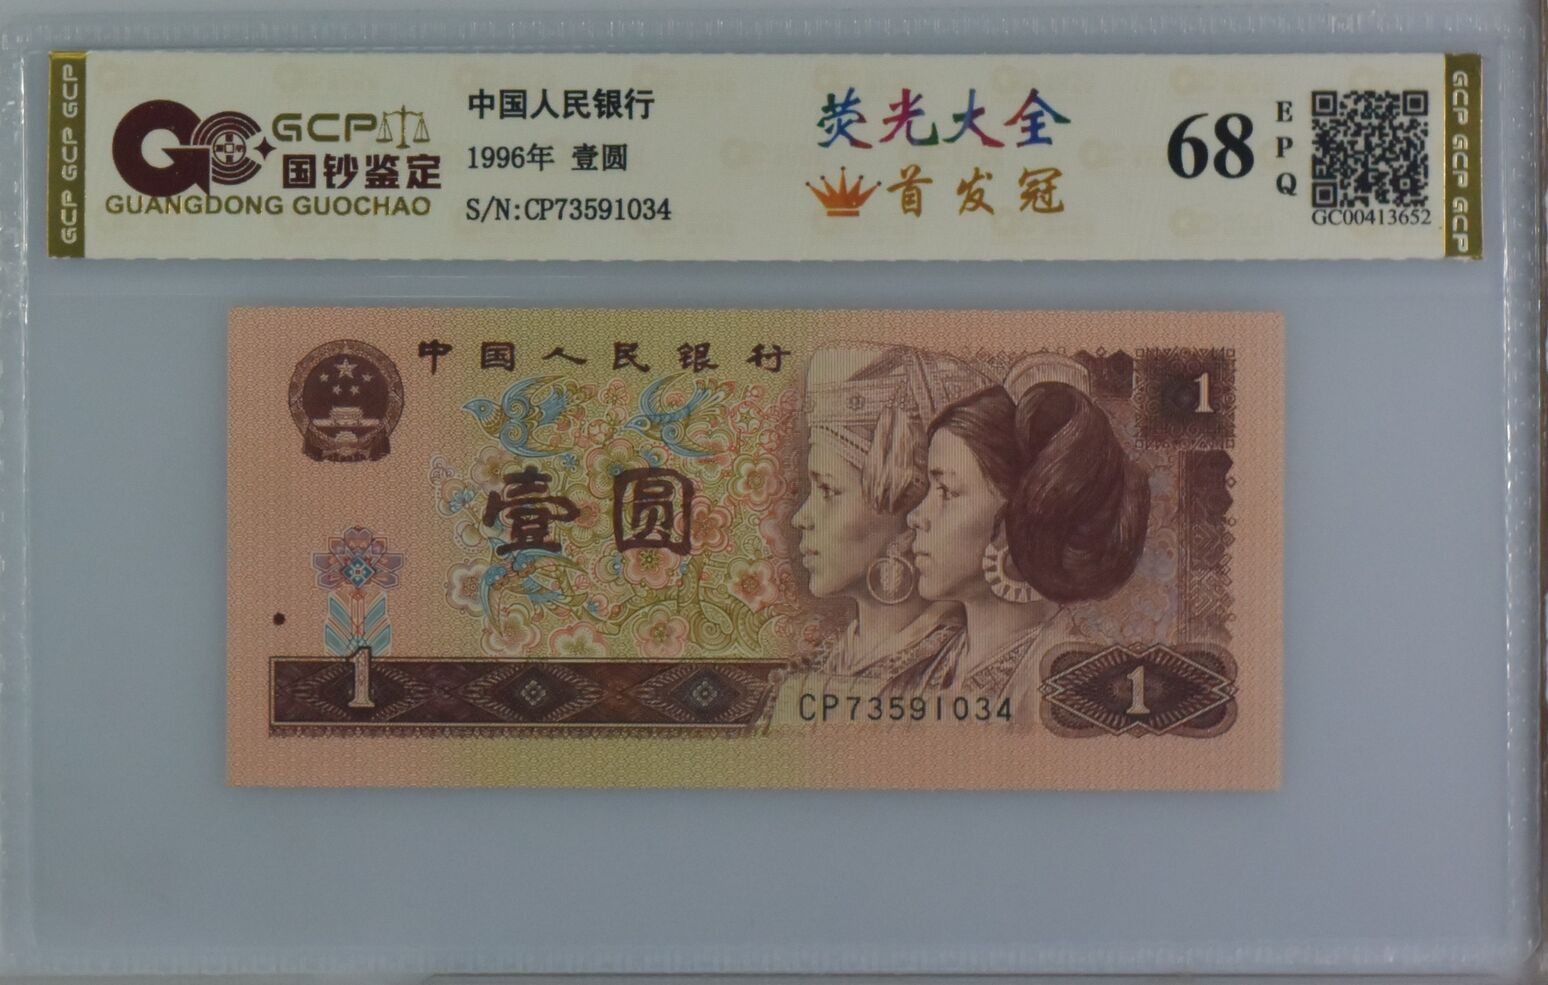 GCP GCP GCP
GCP
国钞鉴定
GUANGDONG GUOCHAO
中国人民银行
1996年 壹圆
S/N:CP73591034
荧光大全
首发冠
68
EPQ
GC00413652
GCP GCP GCP
中国人民银行
1
壹圆
1
CP73591034
1